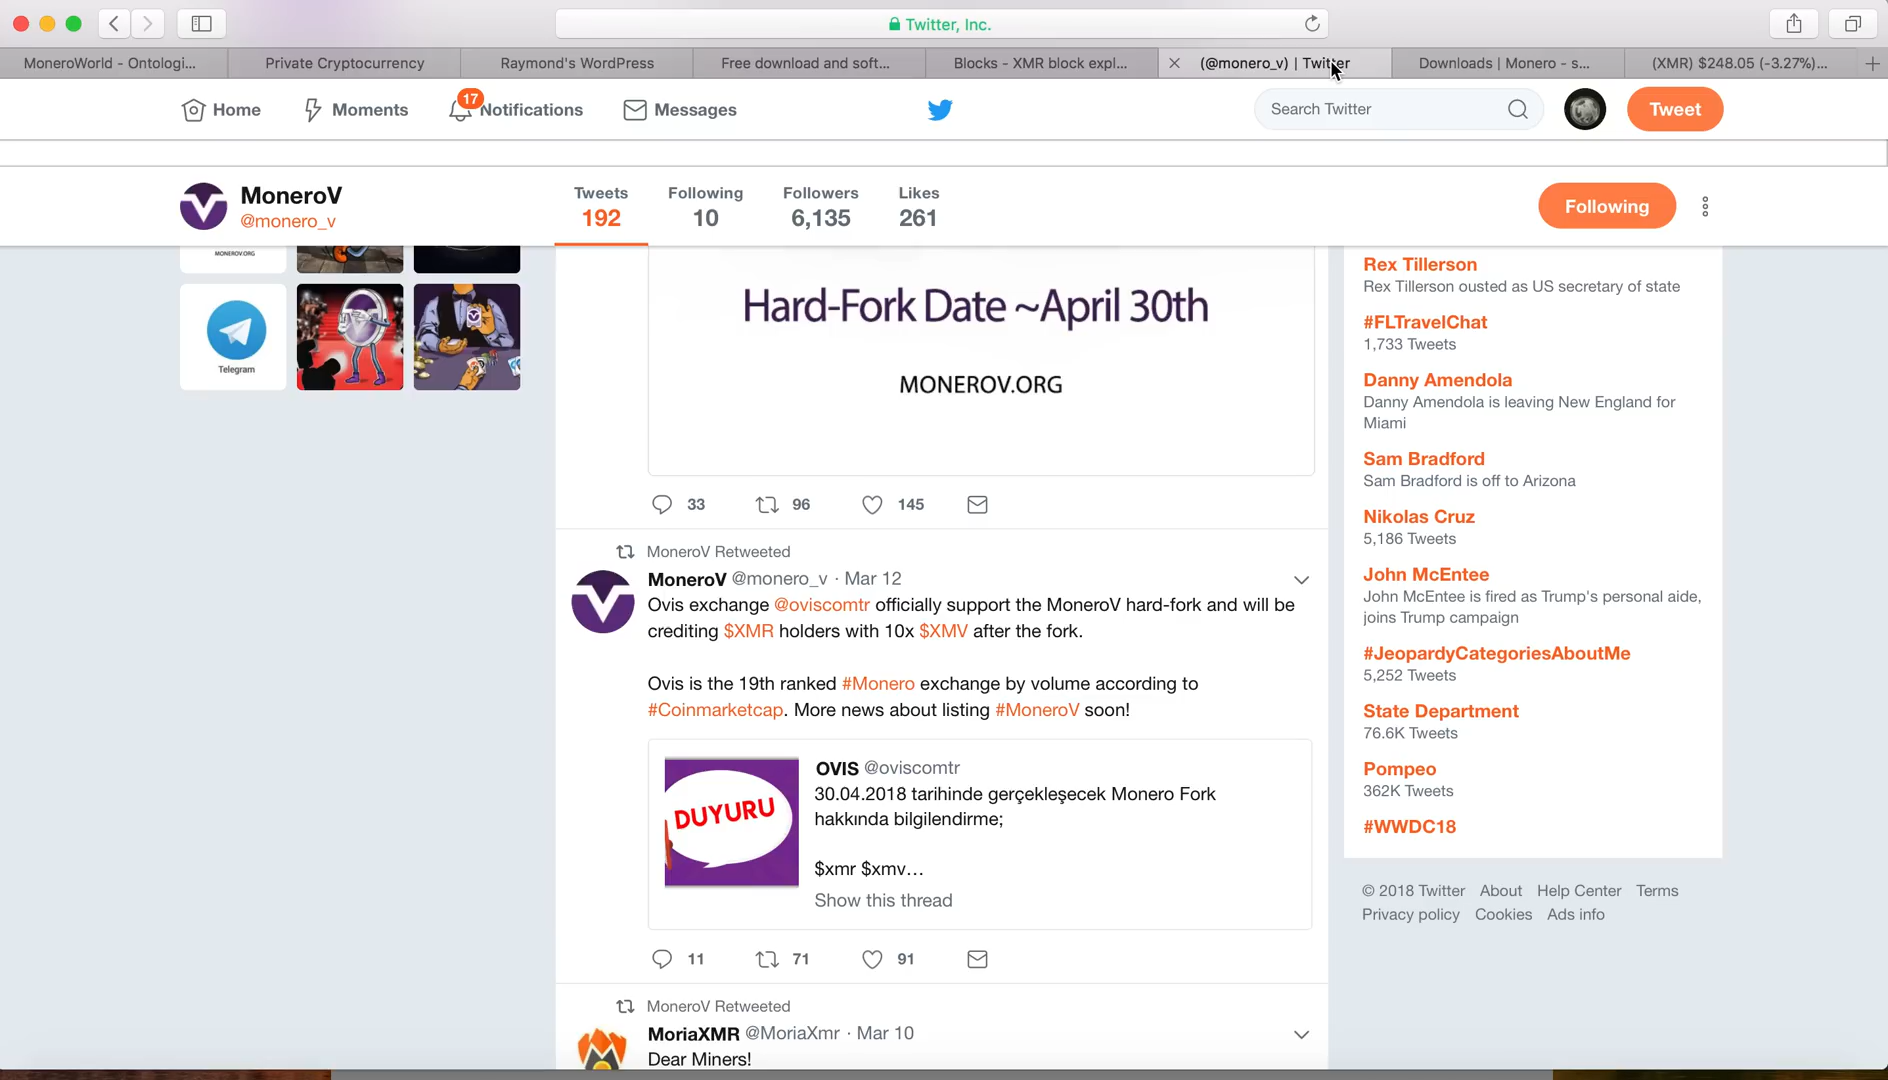 Twitter, Inc.
MoneroWorld - Ontologi...
Private Cryptocurrency
Raymond's WordPress
Free download and soft...
Blocks - XMR block expl...
(@monero_v) | Twitter
Downloads | Monero - s...
(XMR) $248.05 (-3.27%)...
Home
Moments
17
Notifications
Messages
Search Twitter
Tweet
MoneroV
@monero_v
Tweets
192
Following
10
Followers
6,135
Likes
261
Following
MONEROV.ORG
Telegram
Hard-Fork Date ~April 30th
MONEROV.ORG
33
96
145
MoneroV Retweeted
MoneroV @monero_v · Mar 12
Ovis exchange @oviscomtr officially support the MoneroV hard-fork and will be
crediting $XMR holders with 10x $XMV after the fork.
Ovis is the 19th ranked #Monero exchange by volume according to
#Coinmarketcap. More news about listing #MoneroV soon!
DUYURU
OVIS @oviscomtr
30.04.2018 tarihinde gerçekleşecek Monero Fork
hakkında bilgilendirme;
$xmr $xmv…
Show this thread
11
71
91
MoneroV Retweeted
MoriaXMR @MoriaXmr · Mar 10
Dear Miners!
Rex Tillerson
Rex Tillerson ousted as US secretary of state
#FLTravelChat
1,733 Tweets
Danny Amendola
Danny Amendola is leaving New England for
Miami
Sam Bradford
Sam Bradford is off to Arizona
Nikolas Cruz
5,186 Tweets
John McEntee
John McEntee is fired as Trump's personal aide,
joins Trump campaign
#JeopardyCategoriesAboutMe
5,252 Tweets
State Department
76.6K Tweets
Pompeo
362K Tweets
#WWDC18
© 2018 Twitter About Help Center Terms
Privacy policy Cookies Ads info